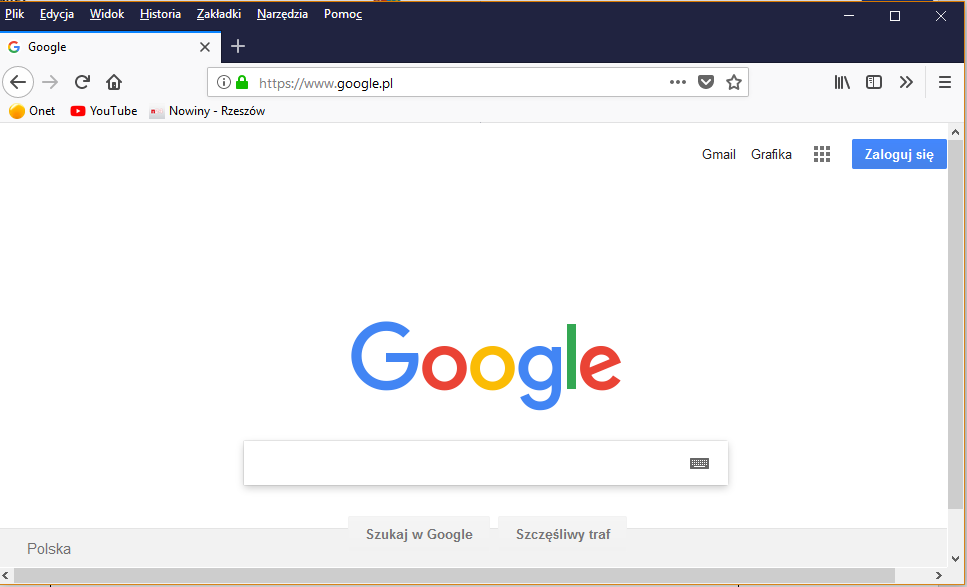 Plik Edycja Widok Historia Zakładki Narzędzia Pomoc
Google
https://www.google.pl
Onet YouTube Nowiny - Rzeszów
Gmail Grafika Zaloguj się
Google
Szukaj w Google Szczęśliwy traf
Polska